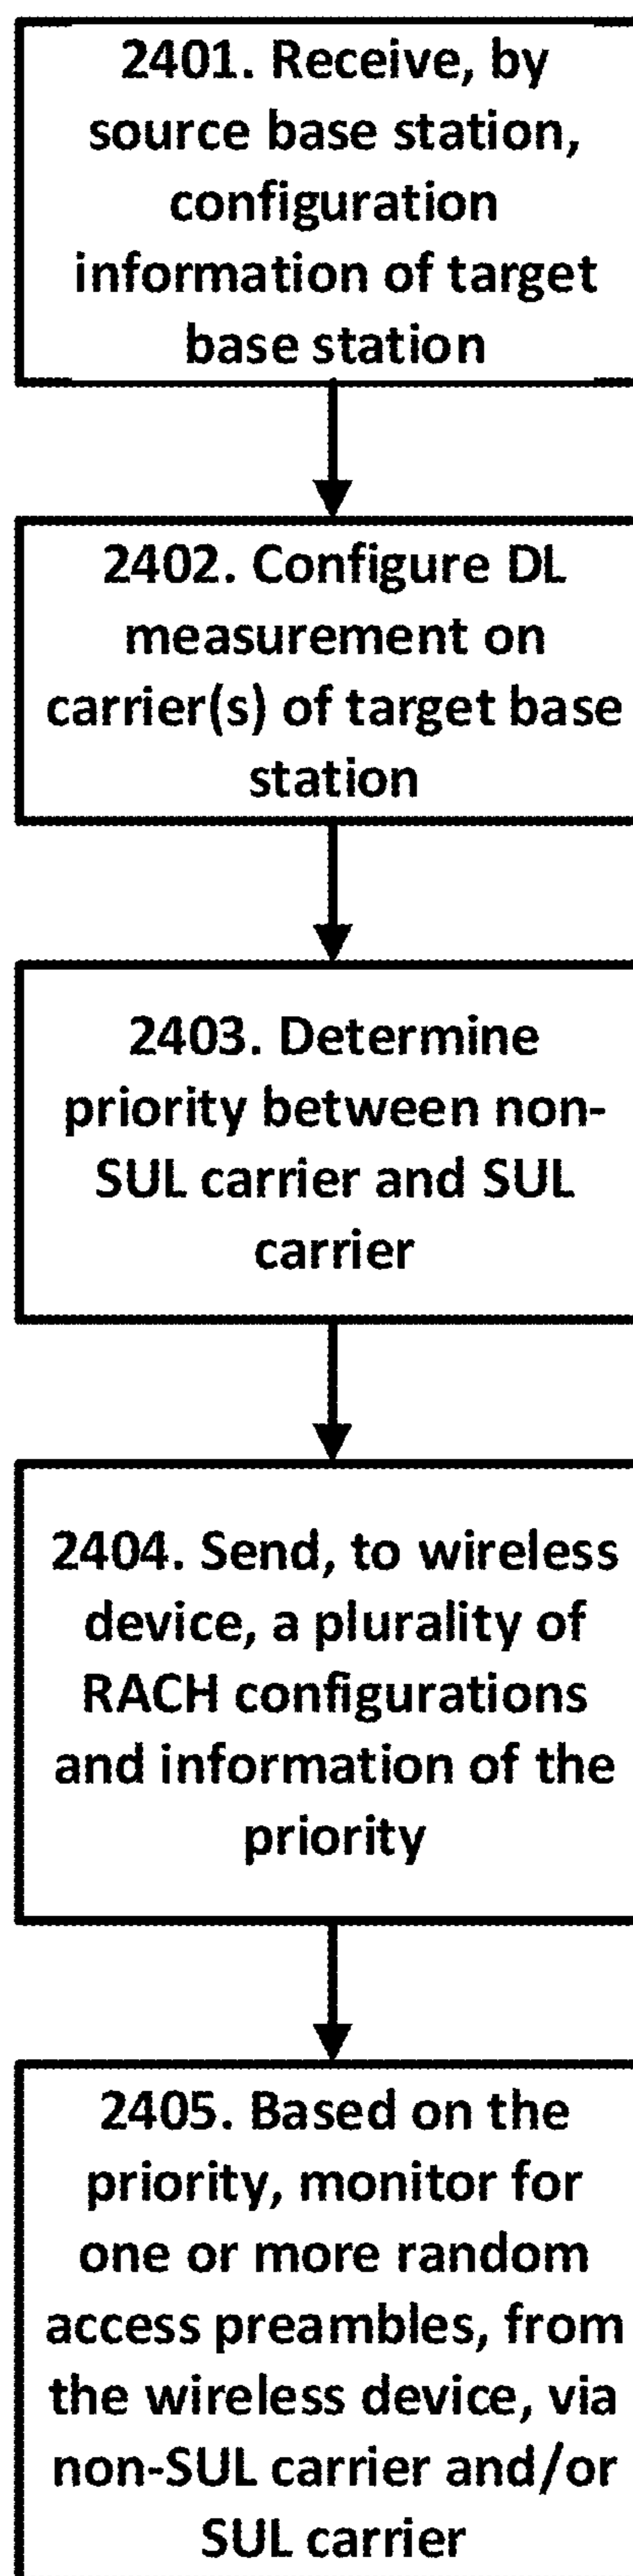 2401. Receive, by
source base station,
configuration
information of target
base station
2402. Configure DL
measurement on
carrier(s) of target base
station
2403. Determine
priority between non-
SUL carrier and SUL
carrier
2404. Send, to wireless
device, a plurality of
RACH configurations
and information of the
priority
2405. Based on the
priority, monitor for
one or more random
access preambles, from
the wireless device, via
non-SUL carrier and/or
SUL carrier